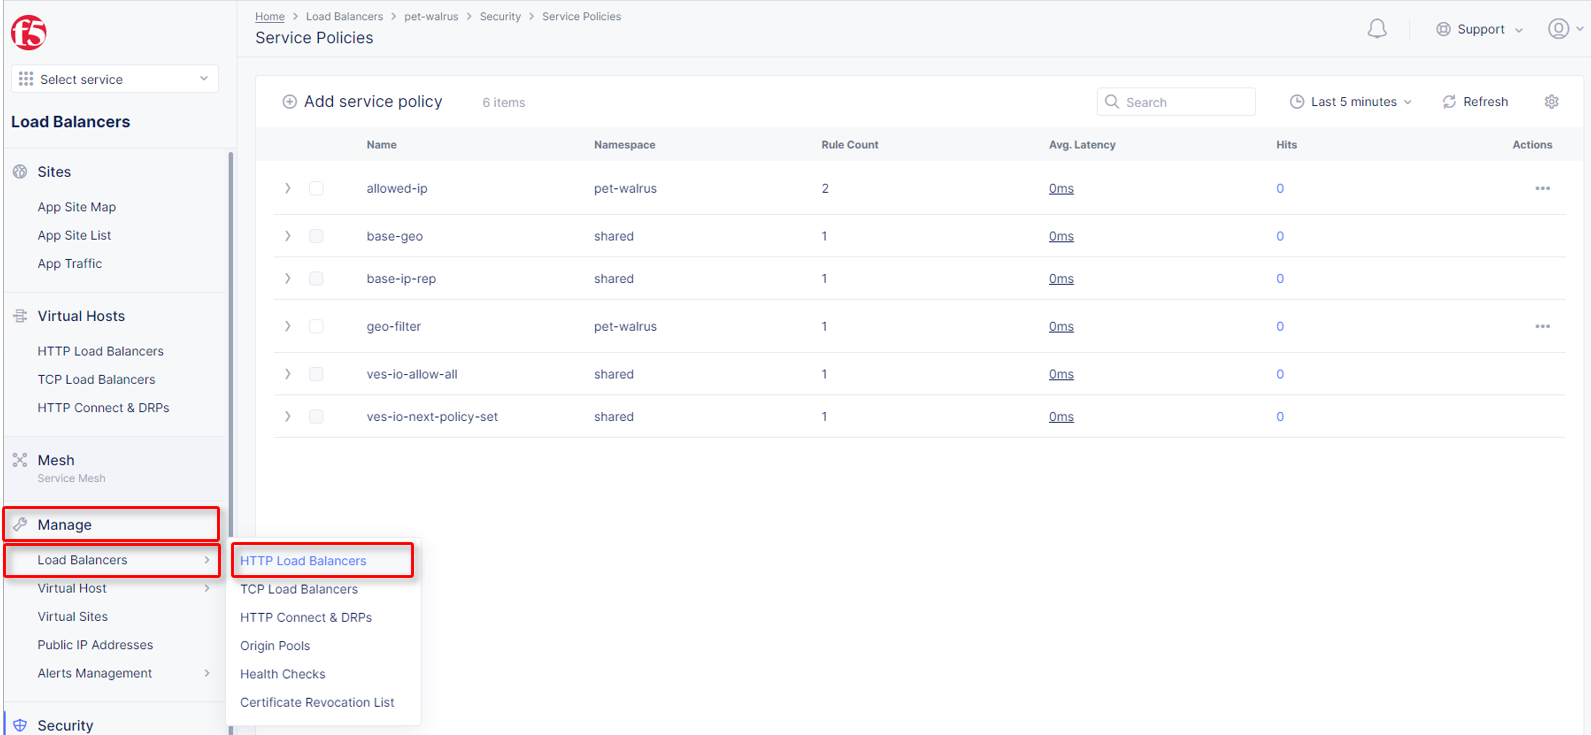 f5
Home > Load Balancers > pet-walrus > Security > Service Policies
Service Policies
Support
Select service
Load Balancers
Sites
App Site Map
App Site List
App Traffic
Virtual Hosts
HTTP Load Balancers
TCP Load Balancers
HTTP Connect & DRPs
Mesh
Service Mesh
Manage
Load Balancers
Virtual Host
Virtual Sites
Public IP Addresses
Alerts Management
Security
HTTP Load Balancers
TCP Load Balancers
HTTP Connect & DRPs
Origin Pools
Health Checks
Certificate Revocation List
Add service policy 6 items Search Last 5 minutes Refresh
Name Namespace Rule Count Avg. Latency Hits Actions
allowed-ip pet-walrus 2 0ms 0
base-geo shared 1 0ms 0
base-ip-rep shared 1 0ms 0
geo-filter pet-walrus 1 0ms 0
ves-io-allow-all shared 1 0ms 0
ves-io-next-policy-set shared 1 0ms 0